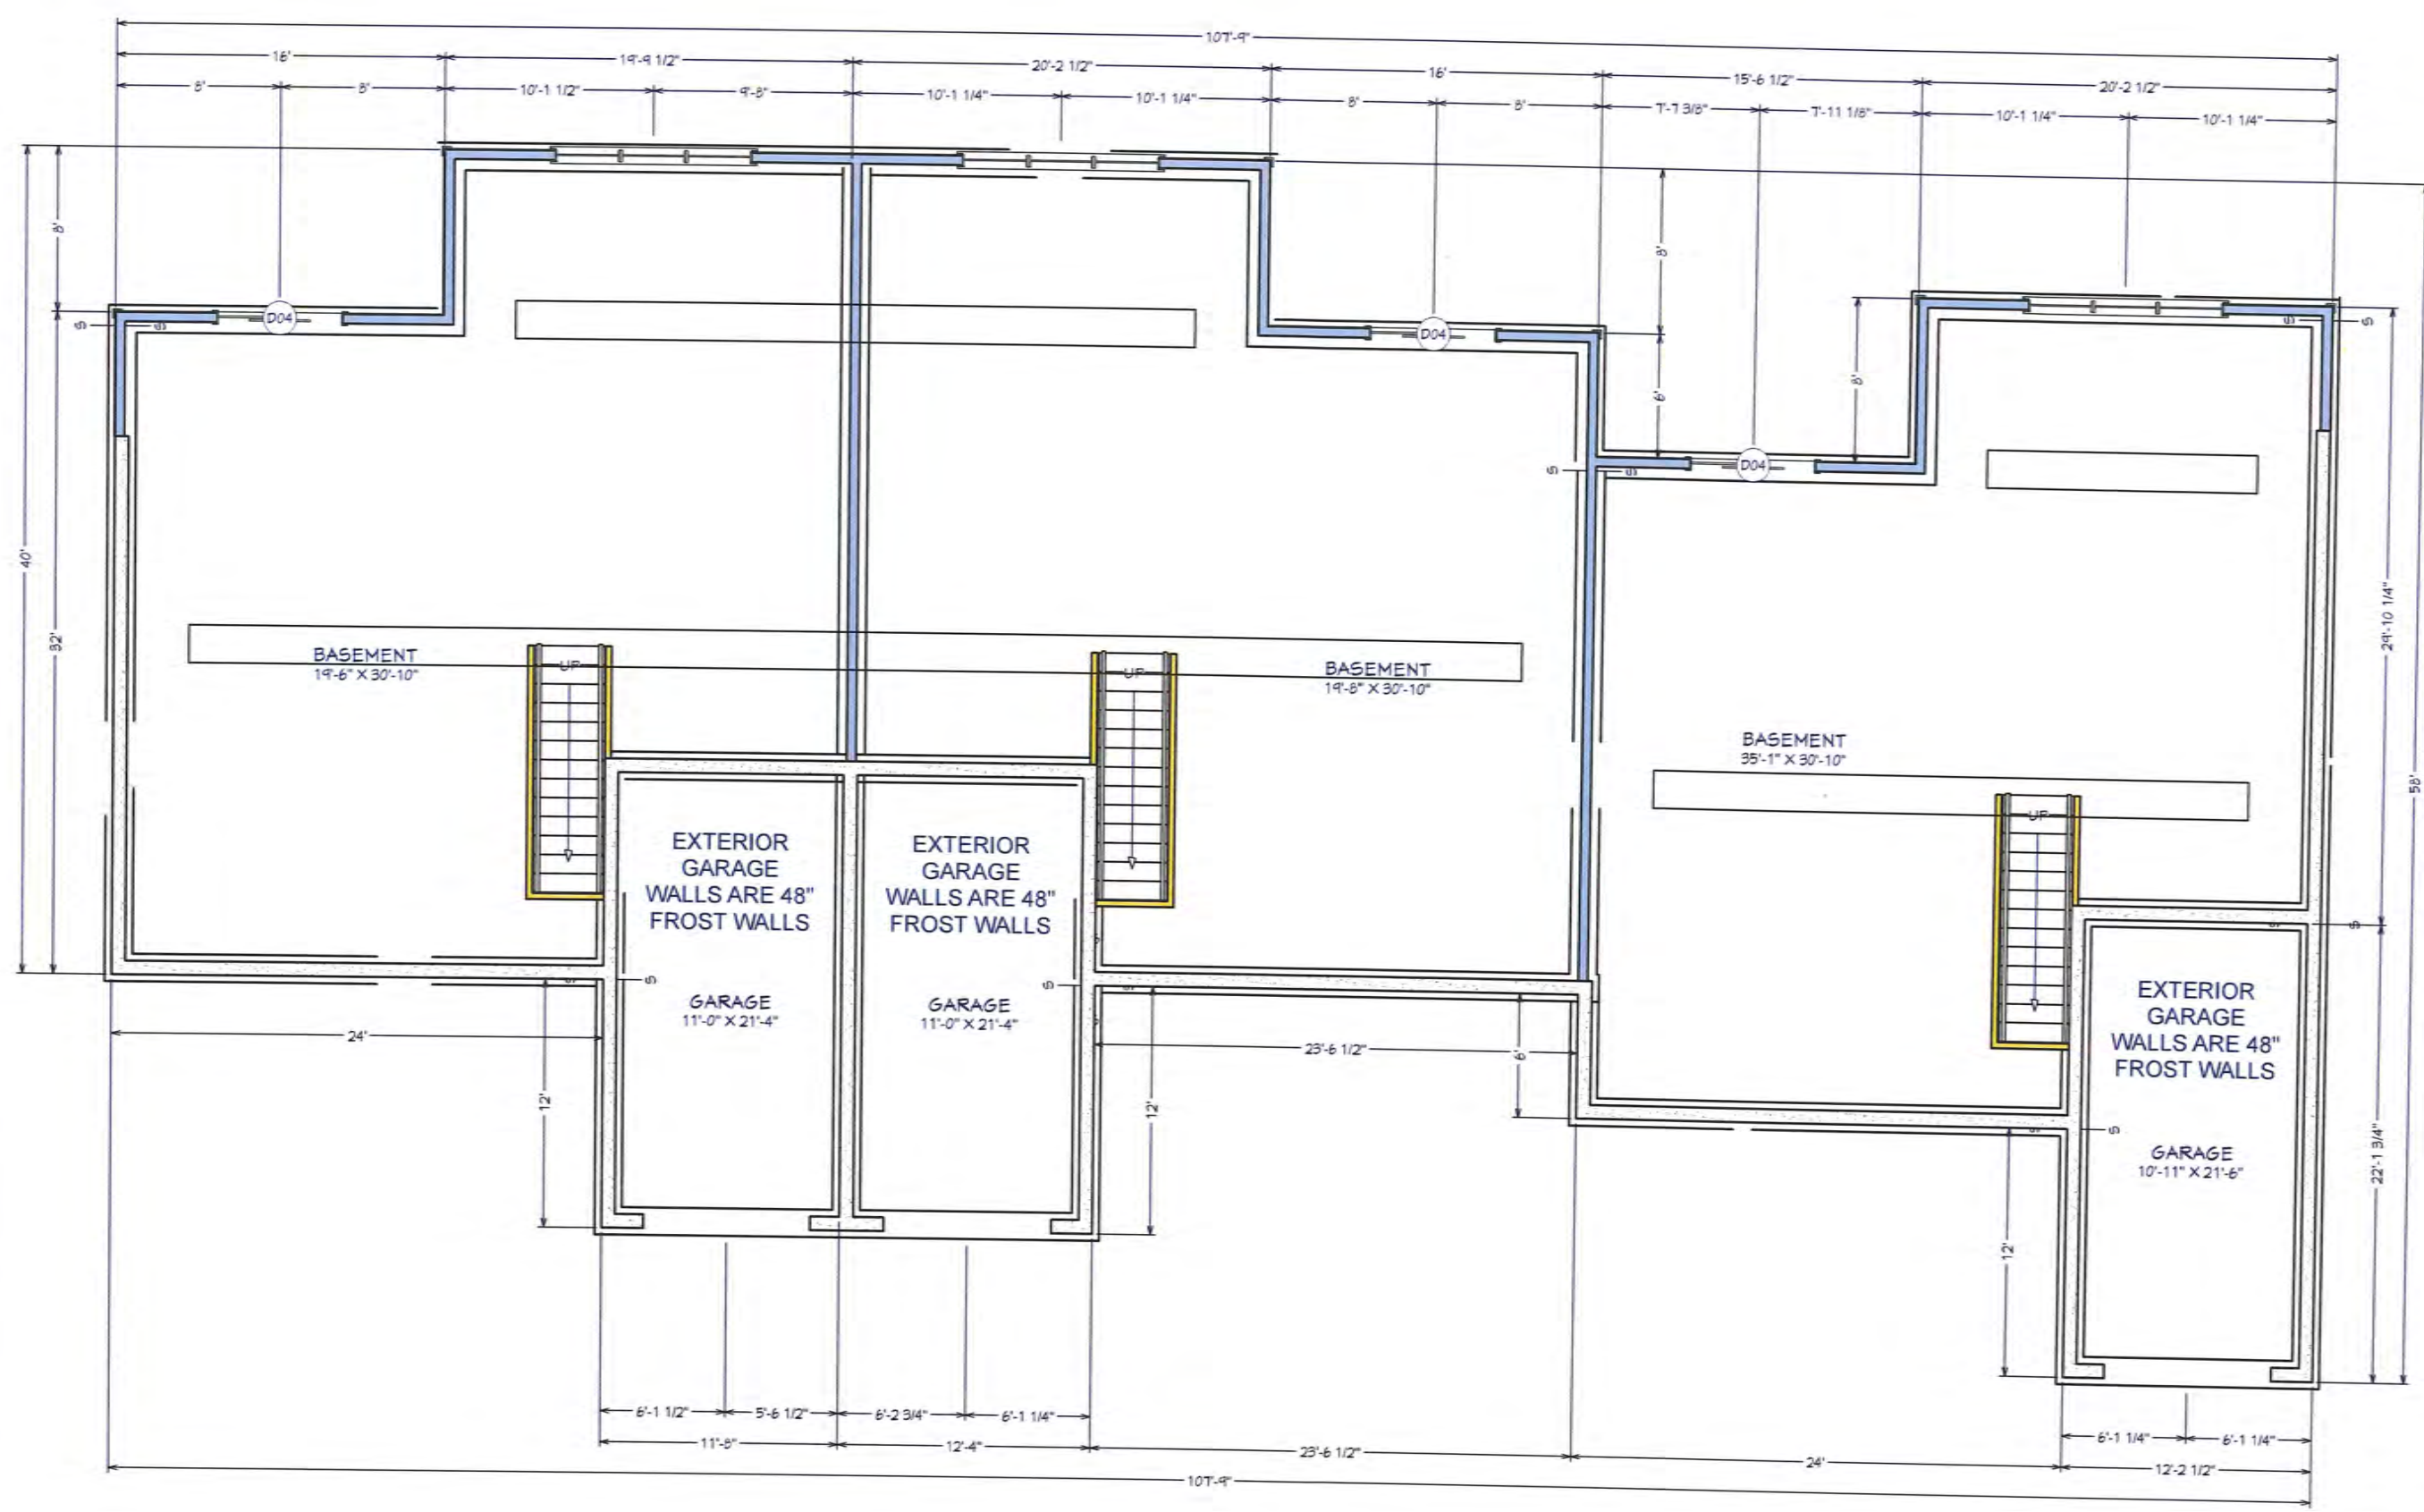 107'-9"
16'
19'-9 1/2"
20'-2 1/2"
16'
15'-6 1/2"
20'-2 1/2"
8'
8'
10'-1 1/2"
9'-8"
10'-1 1/4"
10'-1 1/4"
8'
8'
7'-7 3/8"
7'-11 1/8"
10'-1 1/4"
10'-1 1/4"
8'
8'
8'
6'
D04
D04
D04
S
S
S
S
S
S
40'
32'
29'-10 1/4"
58'
BASEMENT
19'-6" X 30'-10"
UP
UP
BASEMENT
19'-8" X 30'-10"
BASEMENT
35'-1" X 30'-10"
UP
EXTERIOR
GARAGE
WALLS ARE 48"
FROST WALLS
EXTERIOR
GARAGE
WALLS ARE 48"
FROST WALLS
S
S
S
S
S
GARAGE
11'-0" X 21'-4"
GARAGE
11'-0" X 21'-4"
EXTERIOR
GARAGE
WALLS ARE 48"
FROST WALLS
24'
23'-6 1/2"
6'
12'
12'
S
S
GARAGE
10'-11" X 21'-6"
22'-1 3/4"
12'
6'-1 1/2"
5'-6 1/2"
6'-2 3/4"
6'-1 1/4"
6'-1 1/4"
6'-1 1/4"
11'-8"
12'-4"
23'-6 1/2"
24'
12'-2 1/2"
107'-9"